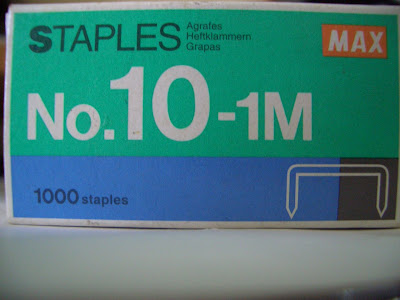 STAPLES
Agrafes
Heftklammern
Grapas
MAX
No.10-1M
1000 staples